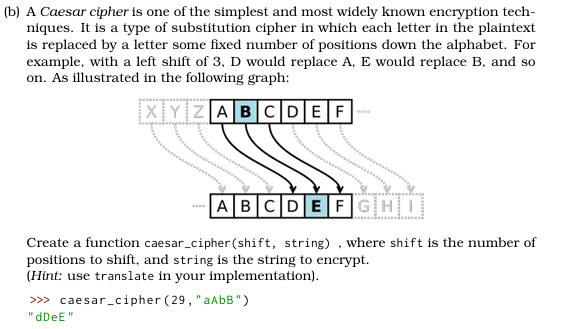 (b) A Caesar cipher is one of the simplest and most widely known encryption tech-
niques. It is a type of substitution cipher in which each letter in the plaintext
is replaced by a letter some fixed number of positions down the alphabet. For
example, with a left shift of 3, D would replace A, E would replace B, and so
on. As illustrated in the following graph:
X Y Z A B C D E F
A B C D E F G H I
Create a function caesar_cipher(shift, string) , where shift is the number of
positions to shift, and string is the string to encrypt.
(Hint: use translate in your implementation).
>>> caesar_cipher(29,"aAbB")
"dDeE"